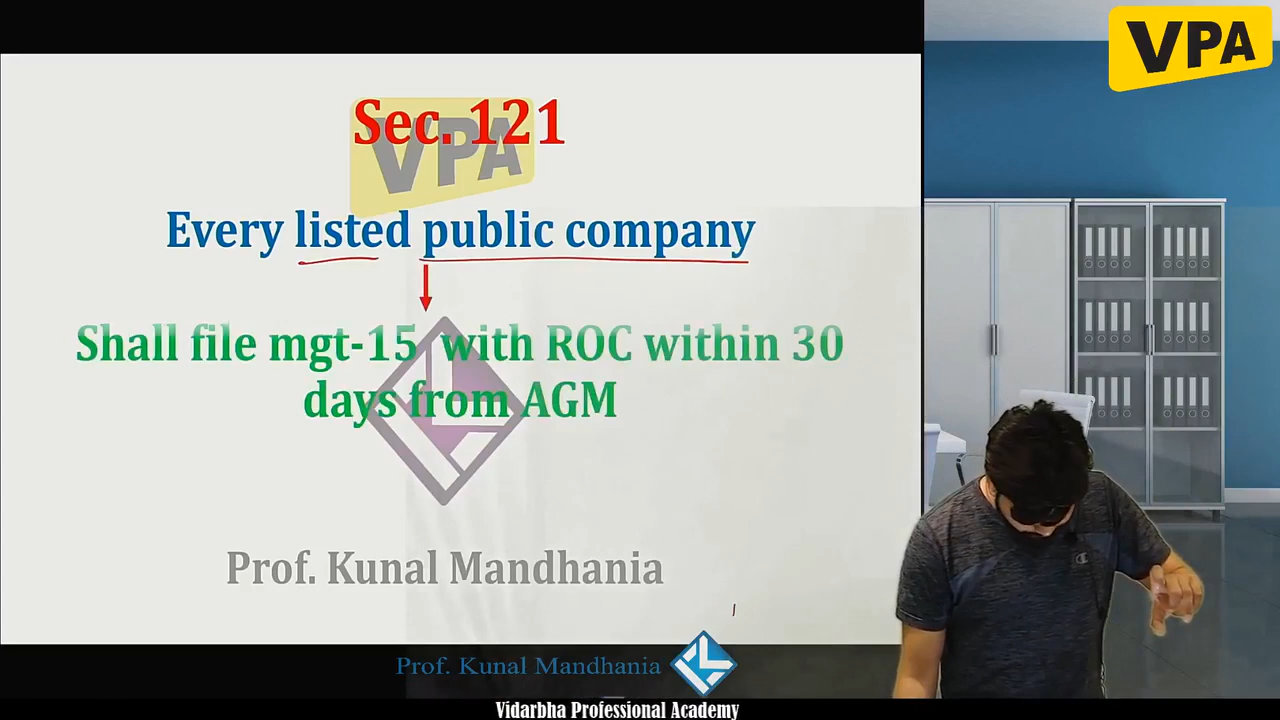 VPA
Sec. 121
VPA
Every listed public company
Shall file mgt-15 with ROC within 30
days from AGM
Prof. Kunal Mandhania
Prof. Kunal Mandhania
Vidarbha Professional Academy